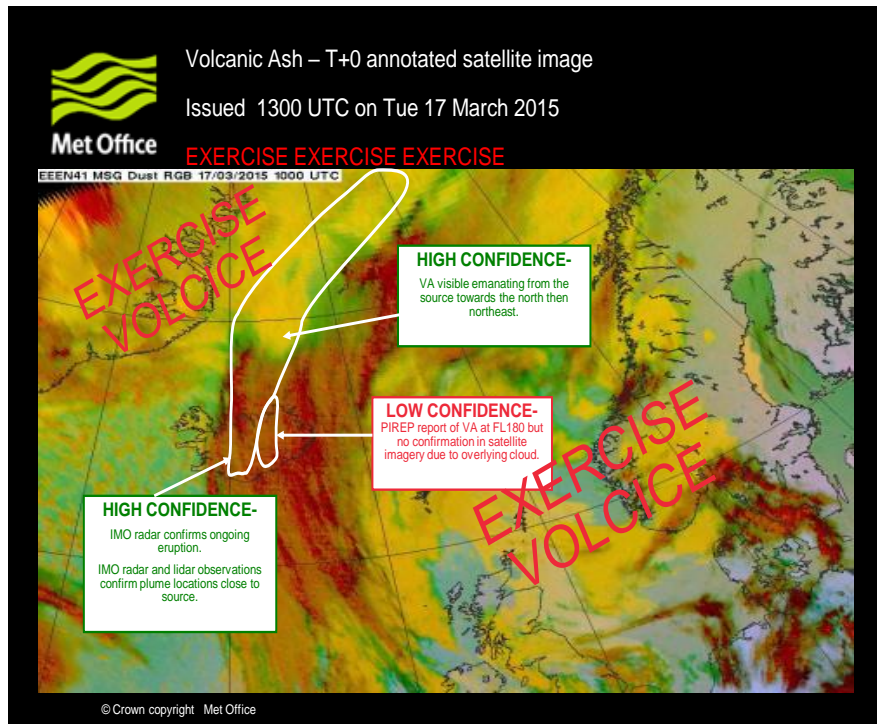 Volcanic Ash – T+0 annotated satellite image
Issued 1300 UTC on Tue 17 March 2015
Met Office
EXERCISE EXERCISE EXERCISE
EEEN41 MSG Dust RGB 17/03/2015 1000 UTC
EXERCISE
VOLCICE
HIGH CONFIDENCE-
VA visible emanating from the
source towards the north then
northeast.
LOW CONFIDENCE-
PIREP report of VA at FL180 but
no confirmation in satellite
imagery due to overlying cloud.
EXERCISE
VOLCICE
HIGH CONFIDENCE-
IMO radar confirms ongoing
eruption.
IMO radar and lidar observations
confirm plume locations close to
source.
© Crown copyright Met Office